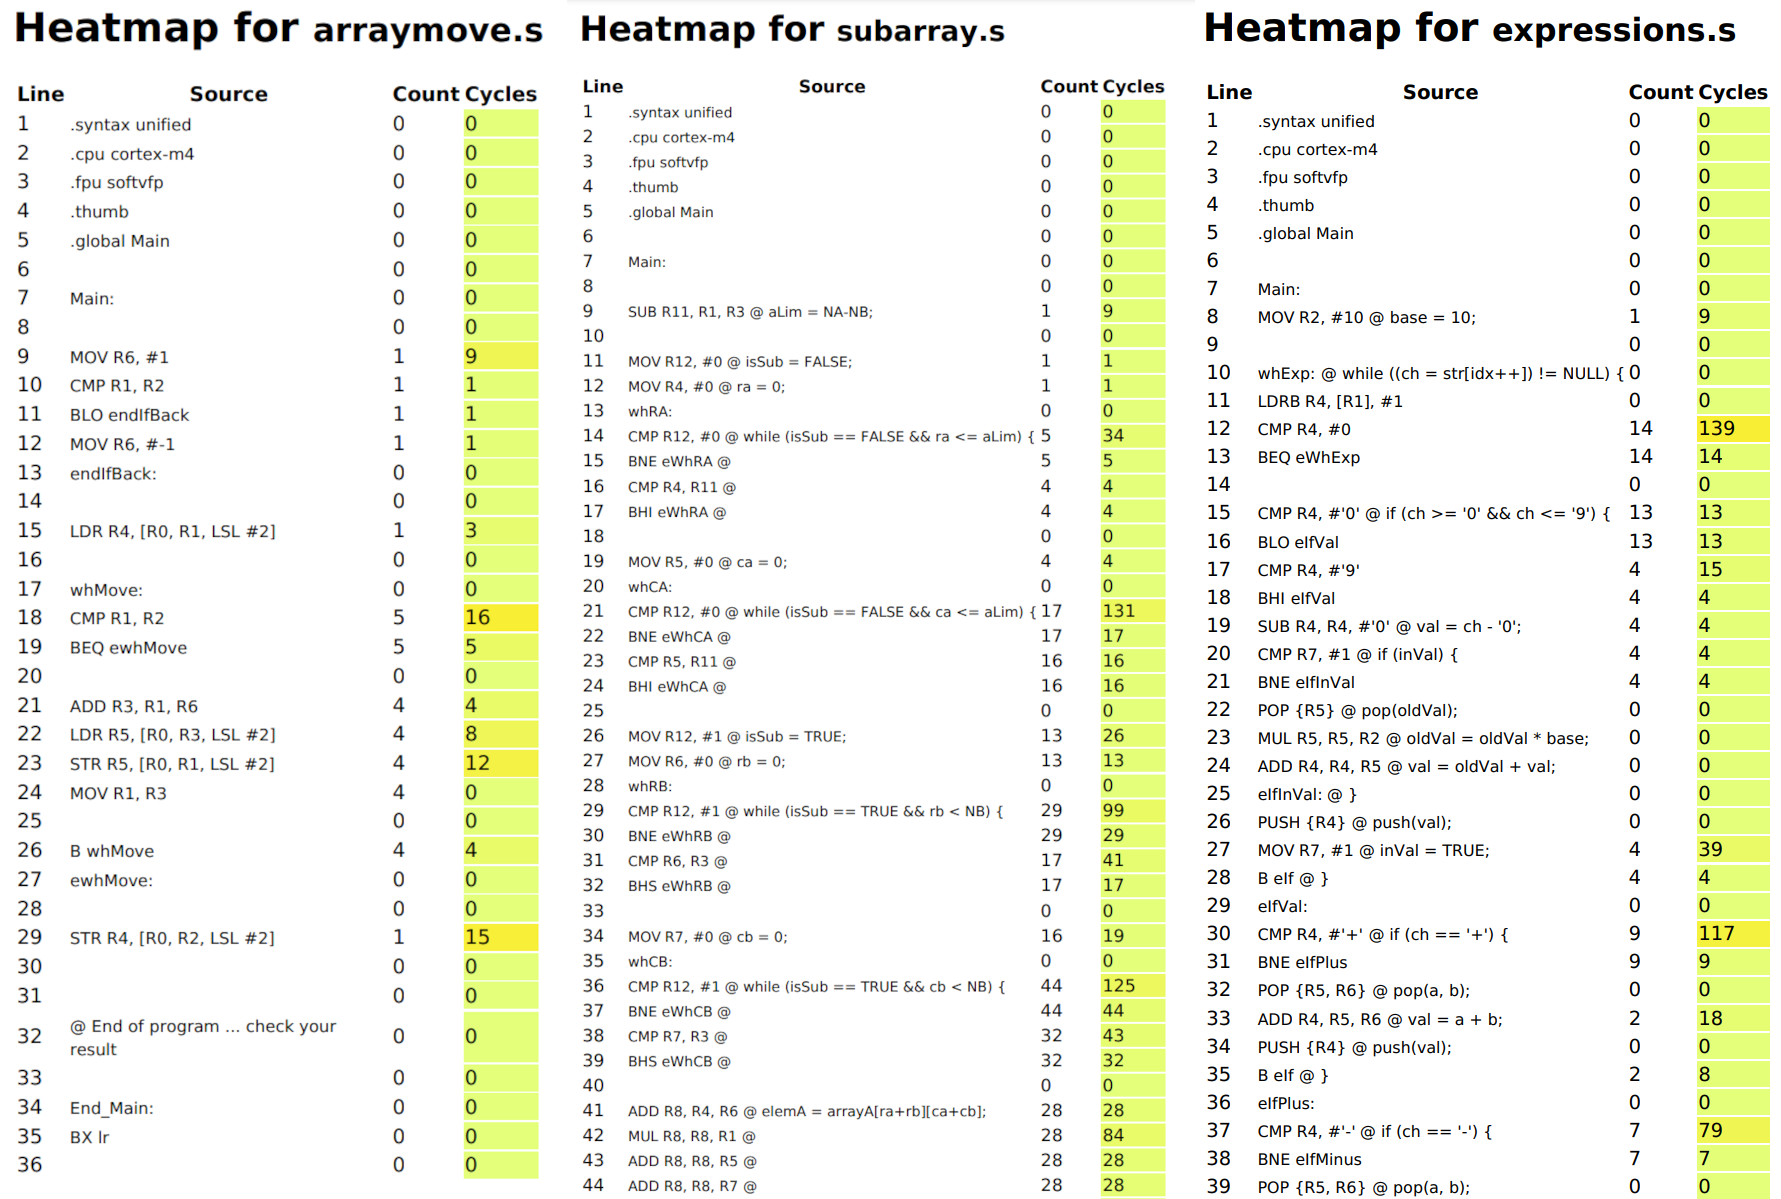 Heatmap for arraymove.s
Line Source Count Cycles
1 .syntax unified 0 0
2 .cpu cortex-m4 0 0
3 .fpu softvfp 0 0
4 .thumb 0 0
5 .global Main 0 0
6 0 0
7 Main: 0 0
8 0 0
9 MOV R6, #1 1 9
10 CMP R1, R2 1 1
11 BLO endIfBack 1 1
12 MOV R6, #-1 1 1
13 endIfBack: 0 0
14 0 0
15 LDR R4, [R0, R1, LSL #2] 1 3
16 0 0
17 whMove: 0 0
18 CMP R1, R2 5 16
19 BEQ ewhMove 5 5
20 0 0
21 ADD R3, R1, R6 4 4
22 LDR R5, [R0, R3, LSL #2] 4 8
23 STR R5, [R0, R1, LSL #2] 4 12
24 MOV R1, R3 4 0
25 0 0
26 B whMove 4 4
27 ewhMove: 0 0
28 0 0
29 STR R4, [R0, R2, LSL #2] 1 15
30 0 0
31 0 0
32 @ End of program ... check your 0 0
result
33 0 0
34 End_Main: 0 0
35 BX lr 0 0
36 0 0
Heatmap for subarray.s
Line Source Count Cycles
1 .syntax unified 0 0
2 .cpu cortex-m4 0 0
3 .fpu softvfp 0 0
4 .thumb 0 0
5 .global Main 0 0
6 0 0
7 Main: 0 0
8 0 0
9 SUB R11, R1, R3 @ aLim = NA-NB; 1 9
10 0 0
11 MOV R12, #0 @ isSub = FALSE; 1 1
12 MOV R4, #0 @ ra = 0; 1 1
13 whRA: 0 0
14 CMP R12, #0 @ while (isSub == FALSE && ra <= aLim) { 5 34
15 BNE eWhRA @ 5 5
16 CMP R4, R11 @ 4 4
17 BHI eWhRA @ 4 4
18 0 0
19 MOV R5, #0 @ ca = 0; 4 4
20 whCA: 0 0
21 CMP R12, #0 @ while (isSub == FALSE && ca <= aLim) { 17 131
22 BNE eWhCA @ 17 17
23 CMP R5, R11 @ 16 16
24 BHI eWhCA @ 16 16
25 0 0
26 MOV R12, #1 @ isSub = TRUE; 13 26
27 MOV R6, #0 @ rb = 0; 13 13
28 whRB: 0 0
29 CMP R12, #1 @ while (isSub == TRUE && rb < NB) { 29 99
30 BNE eWhRB @ 29 29
31 CMP R6, R3 @ 17 41
32 BHS eWhRB @ 17 17
33 0 0
34 MOV R7, #0 @ cb = 0; 16 19
35 whCB: 0 0
36 CMP R12, #1 @ while (isSub == TRUE && cb < NB) { 44 125
37 BNE eWhCB @ 44 44
38 CMP R7, R3 @ 32 43
39 BHS eWhCB @ 32 32
40 0 0
41 ADD R8, R4, R6 @ elemA = arrayA[ra+rb][ca+cb]; 28 28
42 MUL R8, R8, R1 @ 28 84
43 ADD R8, R8, R5 @ 28 28
44 ADD R8, R8, R7 @ 28 28
Heatmap for expressions.s
Line Source Count Cycles
1 .syntax unified 0 0
2 .cpu cortex-m4 0 0
3 .fpu softvfp 0 0
4 .thumb 0 0
5 .global Main 0 0
6 0 0
7 Main: 0 0
8 MOV R2, #10 @ base = 10; 1 9
9 0 0
10 whExp: @ while ((ch = str[idx++]) != NULL) { 0 0
11 LDRB R4, [R1], #1 0 0
12 CMP R4, #0 14 139
13 BEQ eWhExp 14 14
14 0 0
15 CMP R4, #'0' @ if (ch >= '0' && ch <= '9') { 13 13
16 BLO eIfVal 13 13
17 CMP R4, #'9' 4 15
18 BHI eIfVal 4 4
19 SUB R4, R4, #'0' @ val = ch - '0'; 4 4
20 CMP R7, #1 @ if (inVal) { 4 4
21 BNE eIfInVal 4 4
22 POP {R5} @ pop(oldVal); 0 0
23 MUL R5, R5, R2 @ oldVal = oldVal * base; 0 0
24 ADD R4, R4, R5 @ val = oldVal + val; 0 0
25 eIfInVal: @ } 0 0
26 PUSH {R4} @ push(val); 0 0
27 MOV R7, #1 @ inVal = TRUE; 4 39
28 B eIf @ } 4 4
29 eIfVal: 0 0
30 CMP R4, #'+' @ if (ch == '+') { 9 117
31 BNE eIfPlus 9 9
32 POP {R5, R6} @ pop(a, b); 0 0
33 ADD R4, R5, R6 @ val = a + b; 2 18
34 PUSH {R4} @ push(val); 0 0
35 B eIf @ } 2 8
36 eIfPlus: 0 0
37 CMP R4, #'-' @ if (ch == '-') { 7 79
38 BNE eIfMinus 7 7
39 POP {R5, R6} @ pop(a, b); 0 0